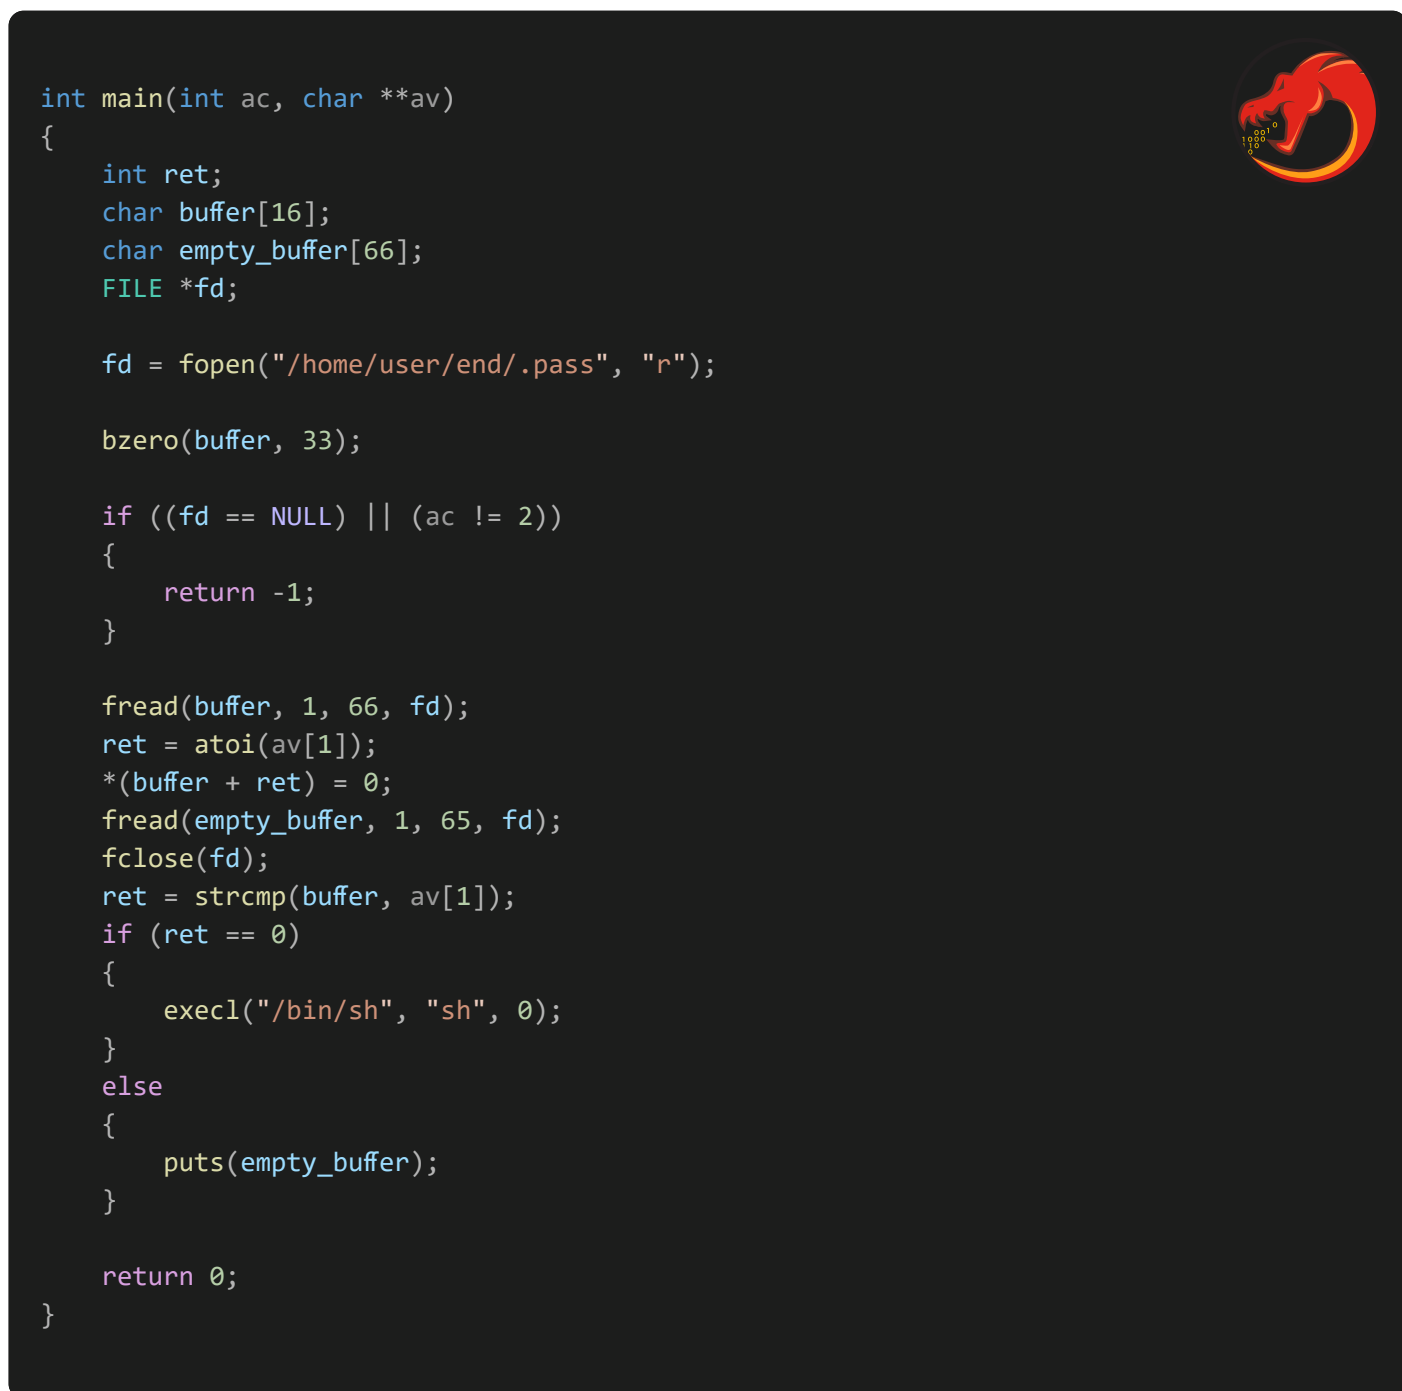 int main(int ac, char **av)
{
    int ret;
    char buffer[16];
    char empty_buffer[66];
    FILE *fd;

    fd = fopen("/home/user/end/.pass", "r");

    bzero(buffer, 33);

    if ((fd == NULL) || (ac != 2))
    {
        return -1;
    }

    fread(buffer, 1, 66, fd);
    ret = atoi(av[1]);
    *(buffer + ret) = 0;
    fread(empty_buffer, 1, 65, fd);
    fclose(fd);
    ret = strcmp(buffer, av[1]);
    if (ret == 0)
    {
        execl("/bin/sh", "sh", 0);
    }
    else
    {
        puts(empty_buffer);
    }

    return 0;
}